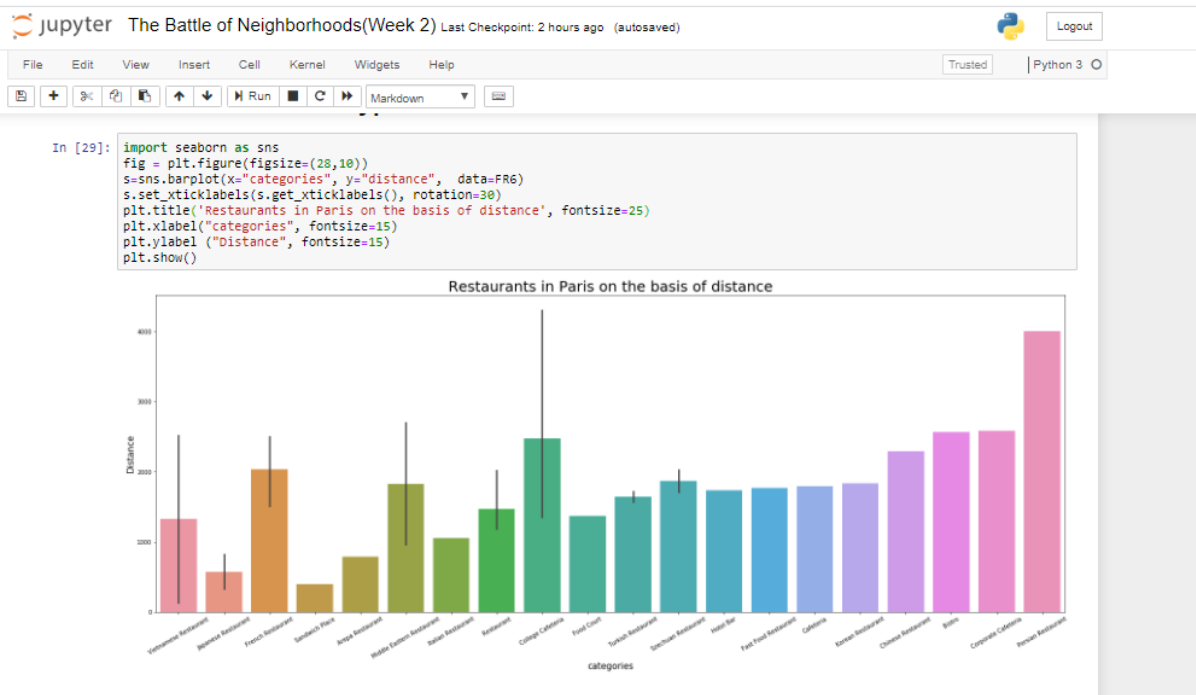 jupyter The Battle of Neighborhoods(Week 2) Last Checkpoint: 2 hours ago (autosaved)
Logout
File Edit View Insert Cell Kernel Widgets Help
Trusted
Python 3
Run
Markdown
In [29]:
import seaborn as sns
fig = plt.figure(figsize=(28,10))
s=sns.barplot(x="categories", y="distance", data=FR6)
s.set_xticklabels(s.get_xticklabels(), rotation=30)
plt.title('Restaurants in Paris on the basis of distance', fontsize=25)
plt.xlabel("categories", fontsize=15)
plt.ylabel ("Distance", fontsize=15)
plt.show()
Restaurants in Paris on the basis of distance
4000
3000
2000
1000
0
Distance
Vietnamese Restaurant
Japanese Restaurant
French Restaurant
Sandwich Place
Arepa Restaurant
Middle Eastern Restaurant
Italian Restaurant
Restaurant
College Cafeteria
Food Court
Turkish Restaurant
Szechuan Restaurant
Hotel Bar
Fast Food Restaurant
Cafeteria
Korean Restaurant
Chinese Restaurant
Bistro
Corporate Cafeteria
Persian Restaurant
categories